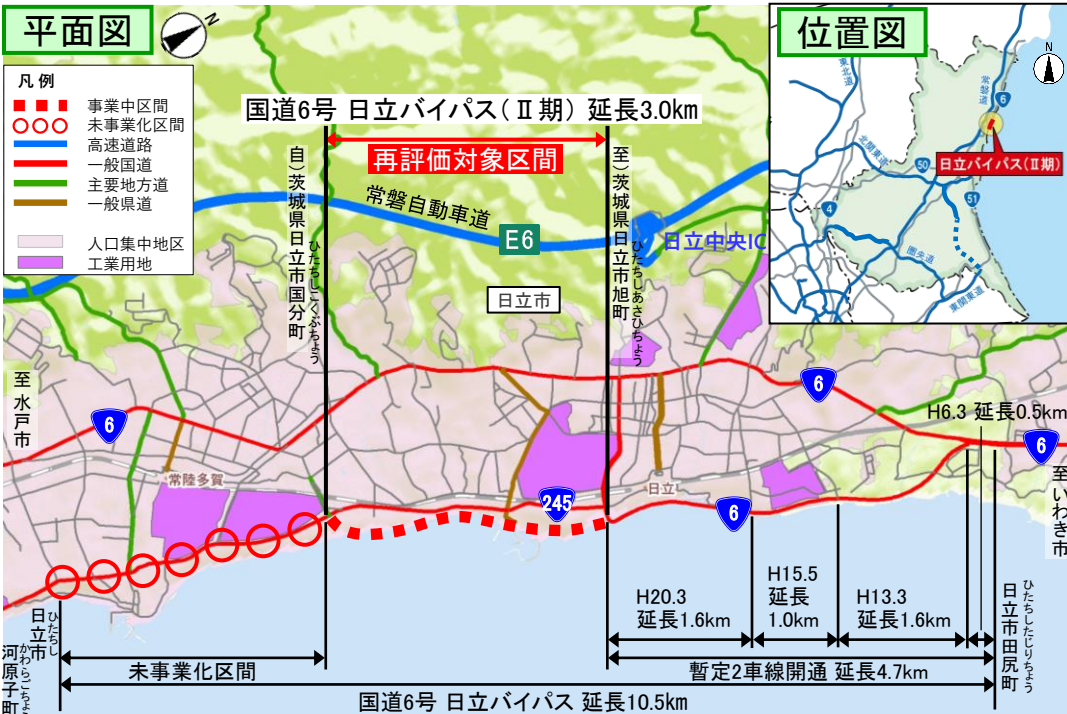 平面図
N
凡例
事業中区間
未事業化区間
高速道路
一般国道
主要地方道
一般県道
人口集中地区
工業用地
国道6号 日立バイパス(Ⅱ期) 延長3.0km
再評価対象区間
自)茨城県日立市国分町
ひたちしこくぶちょう
至)茨城県日立市旭町
ひたちしあさひちょう
常磐自動車道
E6
日立中央IC
日立市
位置図
N
東北道
常磐道
6
日立バイパス(Ⅱ期)
北関東道
50
51
4
圏央道
東関東道
至 水戸市
6
常陸多賀
245
日立
6
6
H6.3 延長0.5km
6
至 いわき市
H20.3
延長1.6km
H15.5
延長
1.0km
H13.3
延長1.6km
日立市田尻町
ひたちしたじりちょう
日立市
ひたちし
河原子町
かわらごちょう
未事業化区間
暫定2車線開通 延長4.7km
国道6号 日立バイパス 延長10.5km